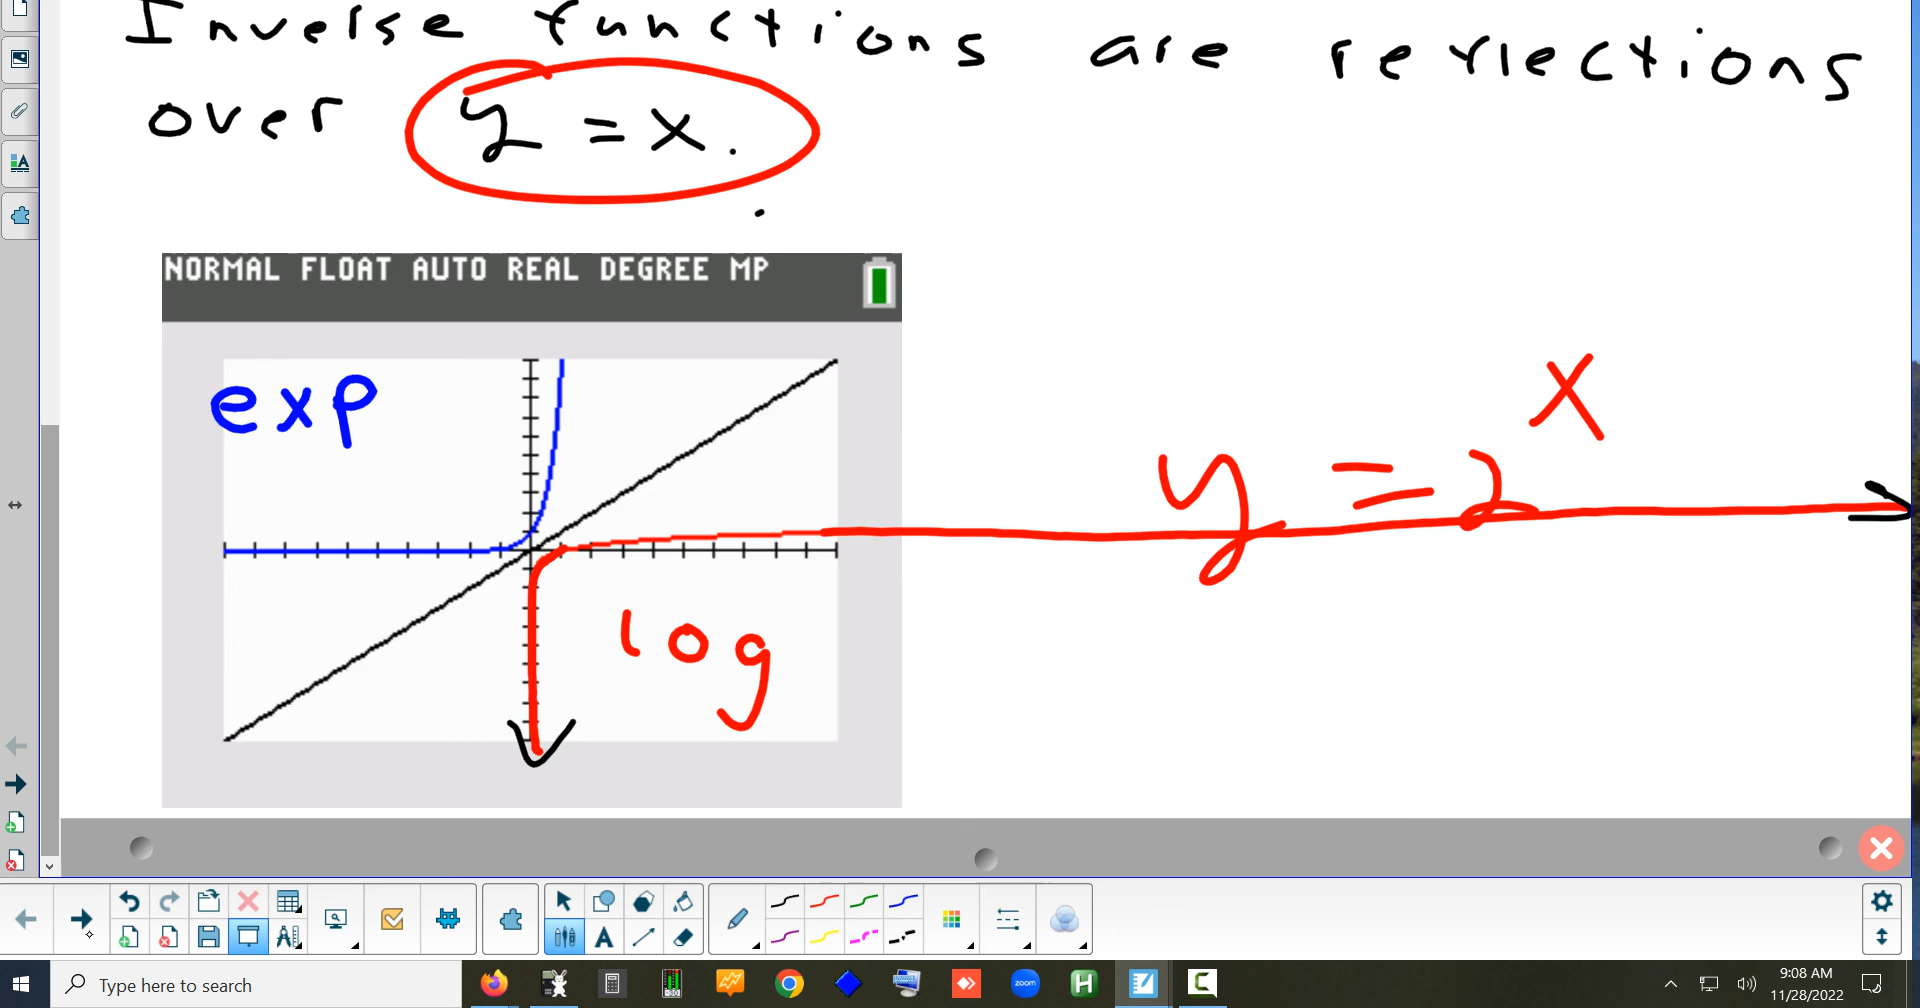 Inverse functions are reflections
over y = x.
NORMAL FLOAT AUTO REAL DEGREE MP
exp
y = 2^x
log
Type here to search
zoom
H
C
9:08 AM
11/28/2022